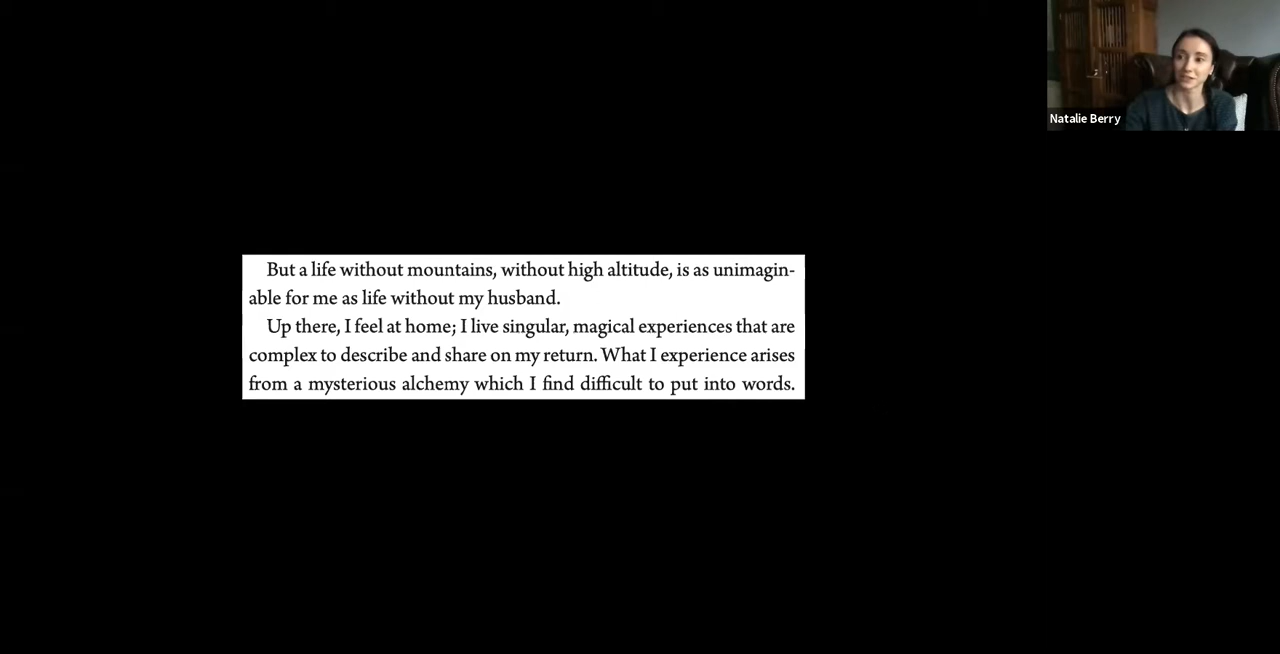 Natalie Berry
But a life without mountains, without high altitude, is as unimagin-
able for me as life without my husband.
Up there, I feel at home; I live singular, magical experiences that are
complex to describe and share on my return. What I experience arises
from a mysterious alchemy which I find difficult to put into words.